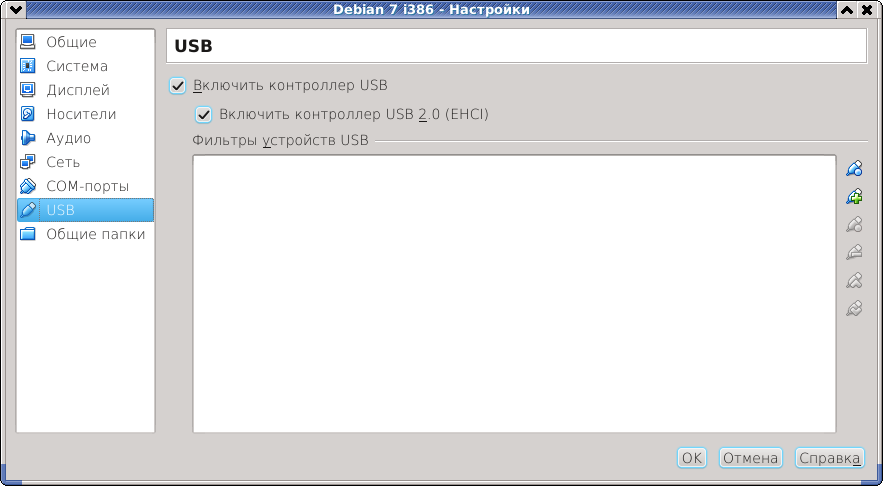 Debian 7 i386 - Настройки
Общие
Система
Дисплей
Носители
Аудио
Сеть
COM-порты
USB
Общие папки
USB
Включить контроллер USB
Включить контроллер USB 2.0 (EHCI)
Фильтры устройств USB
OK
Отмена
Справка